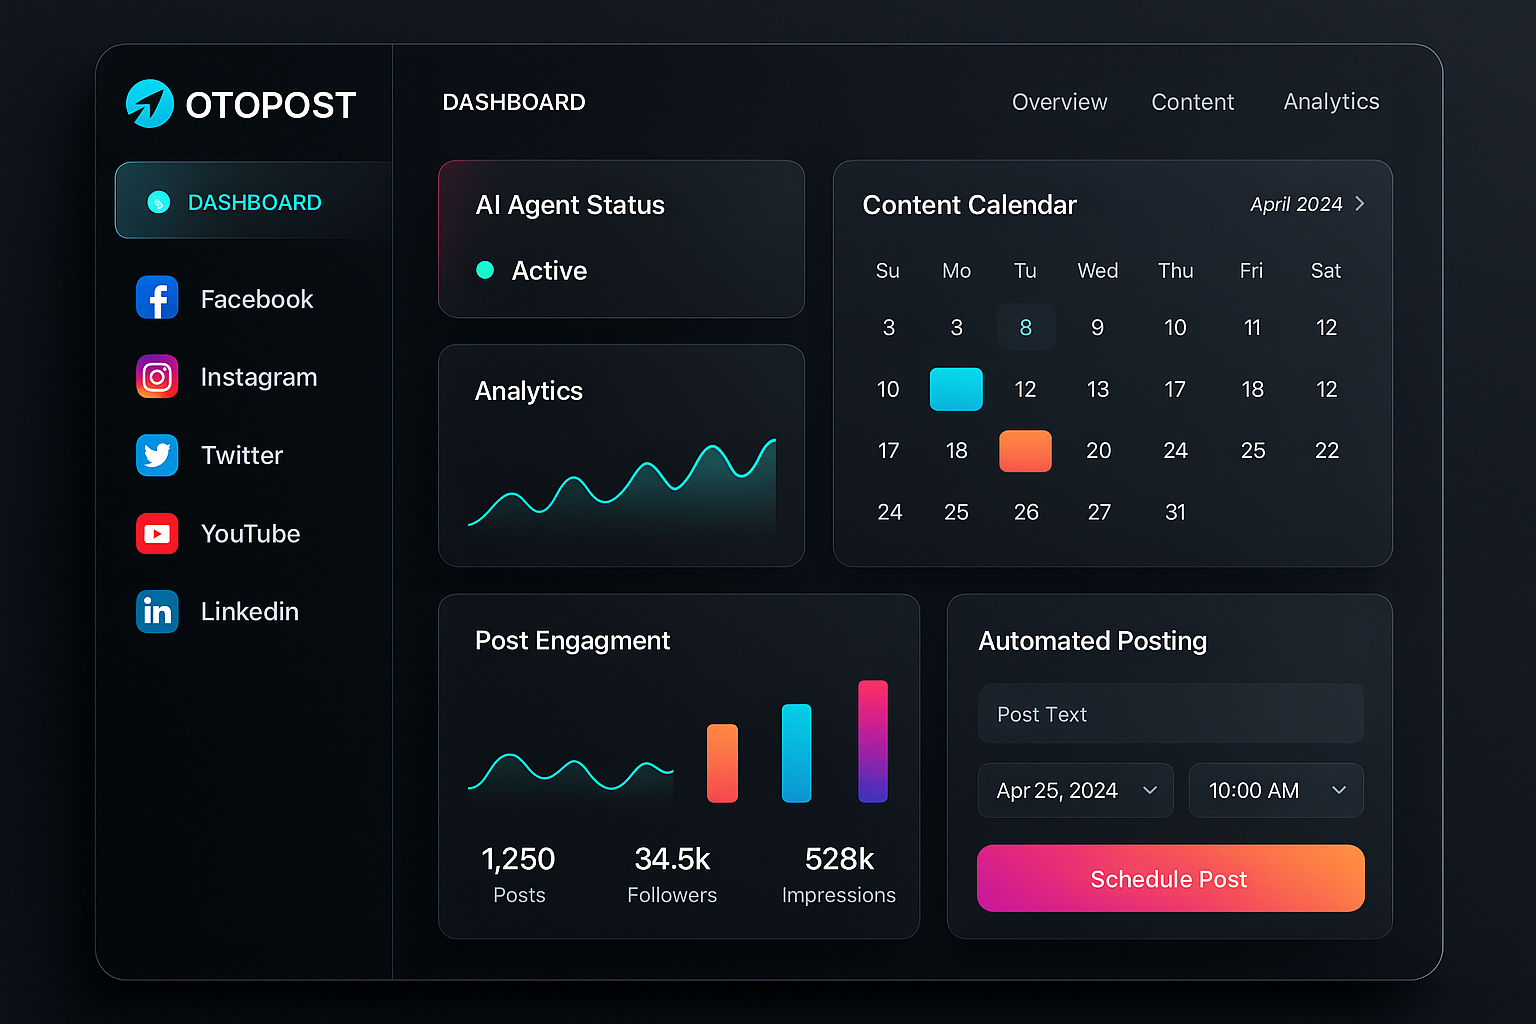 OTOPOST
DASHBOARD
Facebook
Instagram
Twitter
YouTube
Linkedin
DASHBOARD
Overview Content Analytics
AI Agent Status
Active
Analytics
Content Calendar
April 2024
Su Mo Tu Wed Thu Fri Sat
3 3 8 9 10 11 12
10 12 13 17 18 12
17 18 20 24 25 22
24 25 26 27 31
Post Engagment
1,250 34.5k 528k
Posts Followers Impressions
Automated Posting
Post Text
Apr 25, 2024 10:00 AM
Schedule Post